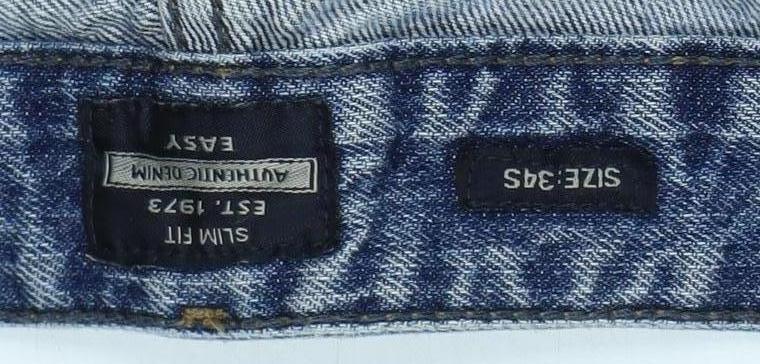 EASY
AUTHENTIC DENIM
EST. 1973
SLIM FIT
SIZE:34S